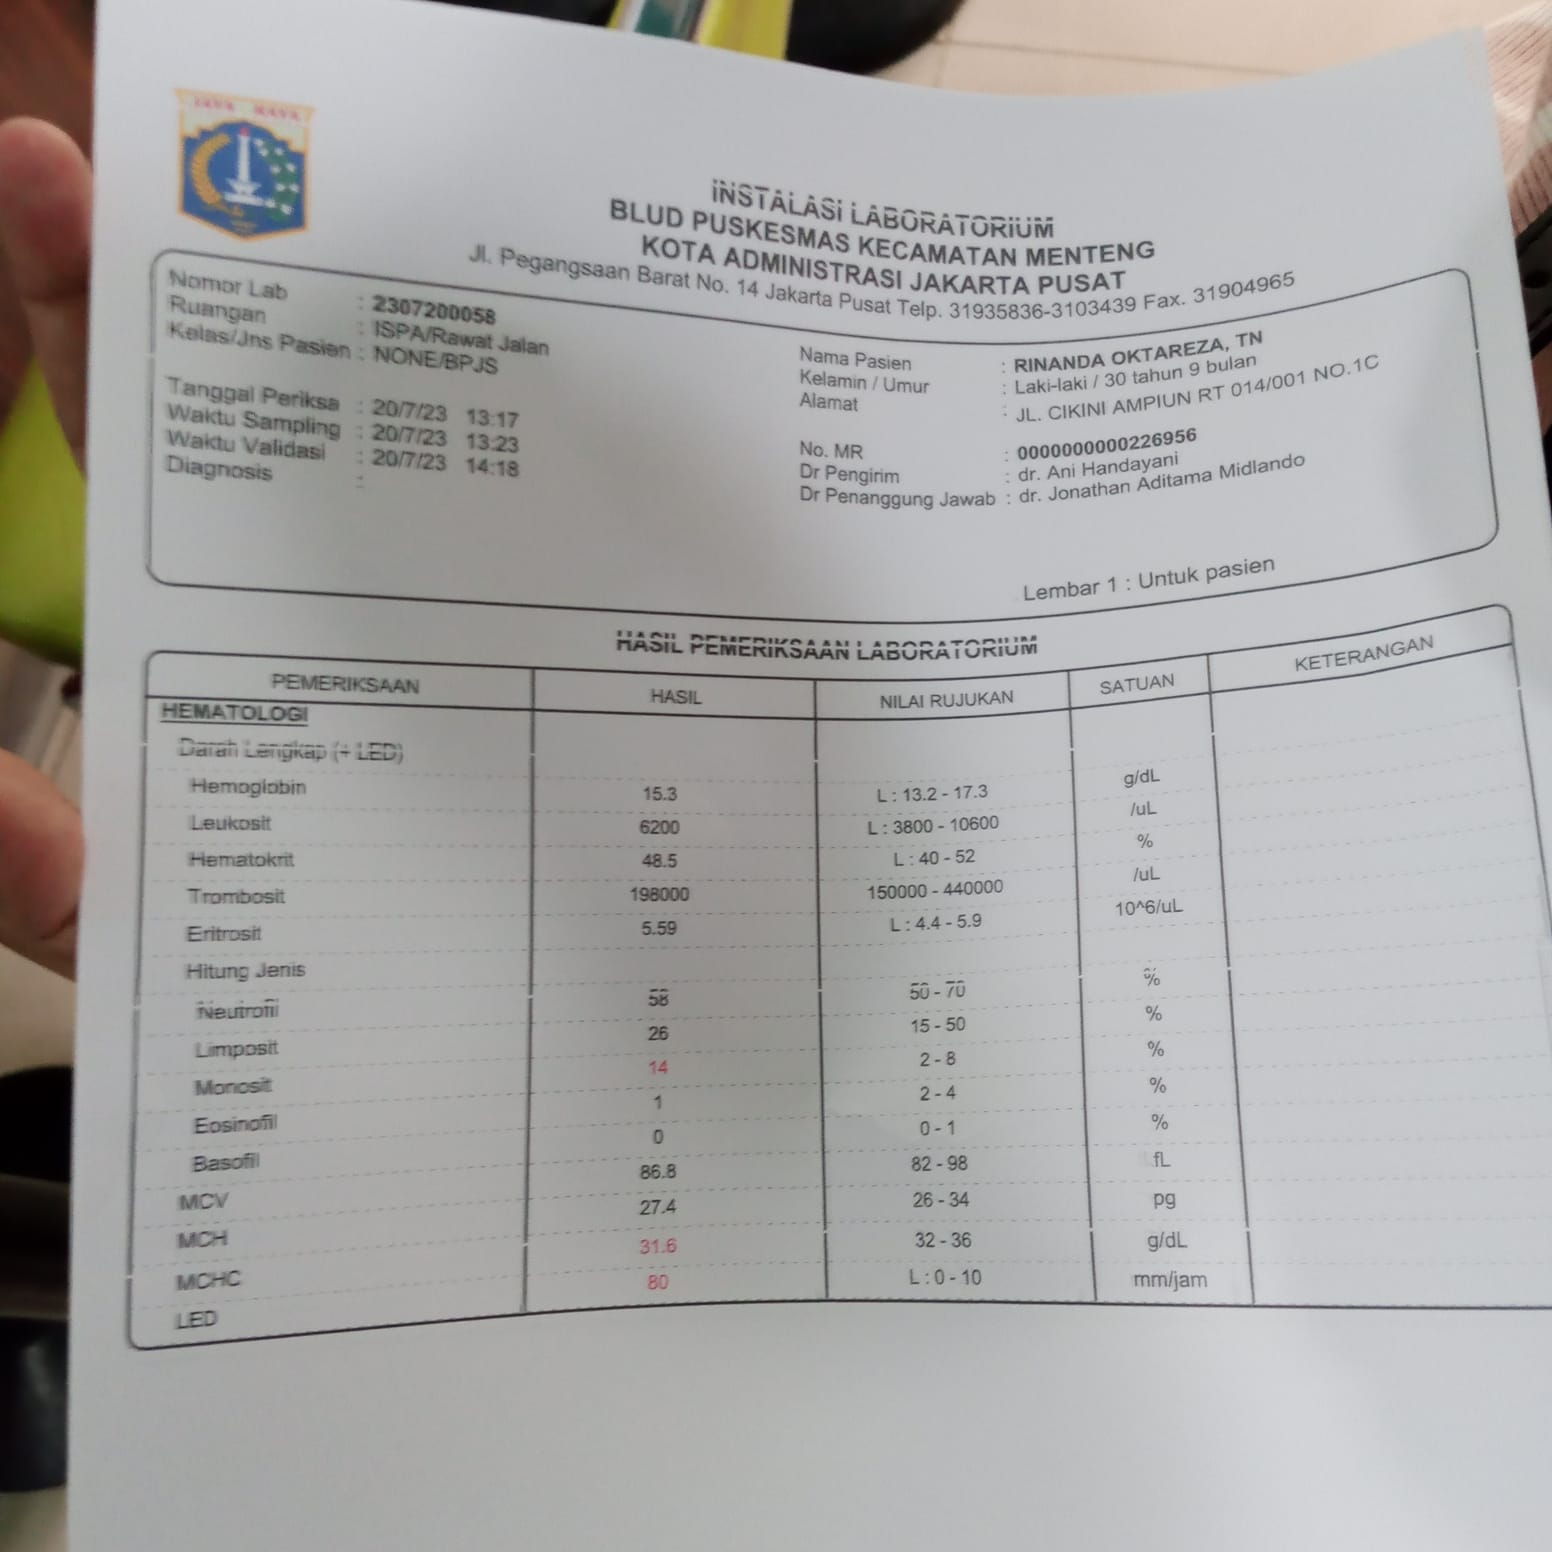 JAYA RAYA
INSTALASI LABORATORIUM
BLUD PUSKESMAS KECAMATAN MENTENG
KOTA ADMINISTRASI JAKARTA PUSAT
Jl. Pegangsaan Barat No. 14 Jakarta Pusat Telp. 31935836-3103439 Fax. 31904965
Nomor Lab : 2307200058
Ruangan : ISPA/Rawat Jalan
Kelas/Jns Pasien : NONE/BPJS
Tanggal Periksa : 20/7/23 13:17
Waktu Sampling : 20/7/23 13:23
Waktu Validasi : 20/7/23 14:18
Diagnosis :
Nama Pasien : RINANDA OKTAREZA, TN
Kelamin / Umur : Laki-laki / 30 tahun 9 bulan
Alamat : JL. CIKINI AMPIUN RT 014/001 NO.1C
No. MR : 0000000000226956
Dr Pengirim : dr. Ani Handayani
Dr Penanggung Jawab : dr. Jonathan Aditama Midlando
Lembar 1 : Untuk pasien
HASIL PEMERIKSAAN LABORATORIUM
PEMERIKSAAN HASIL NILAI RUJUKAN SATUAN KETERANGAN
HEMATOLOGI
Darah Lengkap (+ LED)
Hemoglobin 15.3 L : 13.2 - 17.3 g/dL
Leukosit 6200 L : 3800 - 10600 /uL
Hematokrit 48.5 L : 40 - 52 %
Trombosit 198000 150000 - 440000 /uL
Eritrosit 5.59 L : 4.4 - 5.9 10^6/uL
Hitung Jenis
Neutrofil 58 50 - 70 %
Limposit 26 15 - 50 %
Monosit 14 2 - 8 %
Eosinofil 1 2 - 4 %
Basofil 0 0 - 1 %
MCV 86.8 82 - 98 fL
MCH 27.4 26 - 34 pg
MCHC 31.6 32 - 36 g/dL
LED 80 L : 0 - 10 mm/jam